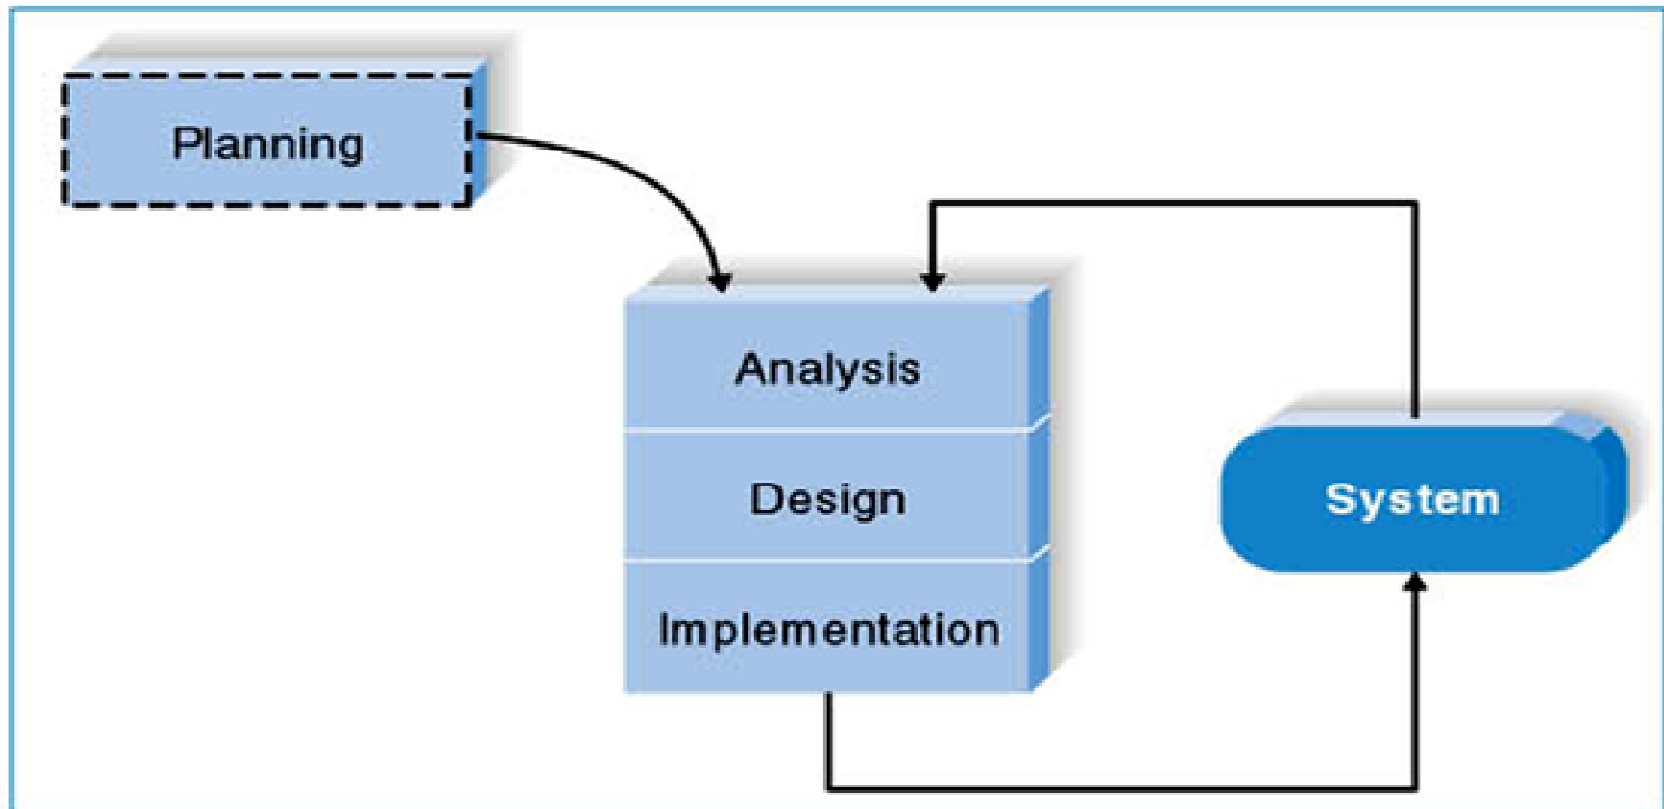 Planning
Analysis
Design
Implementation
System